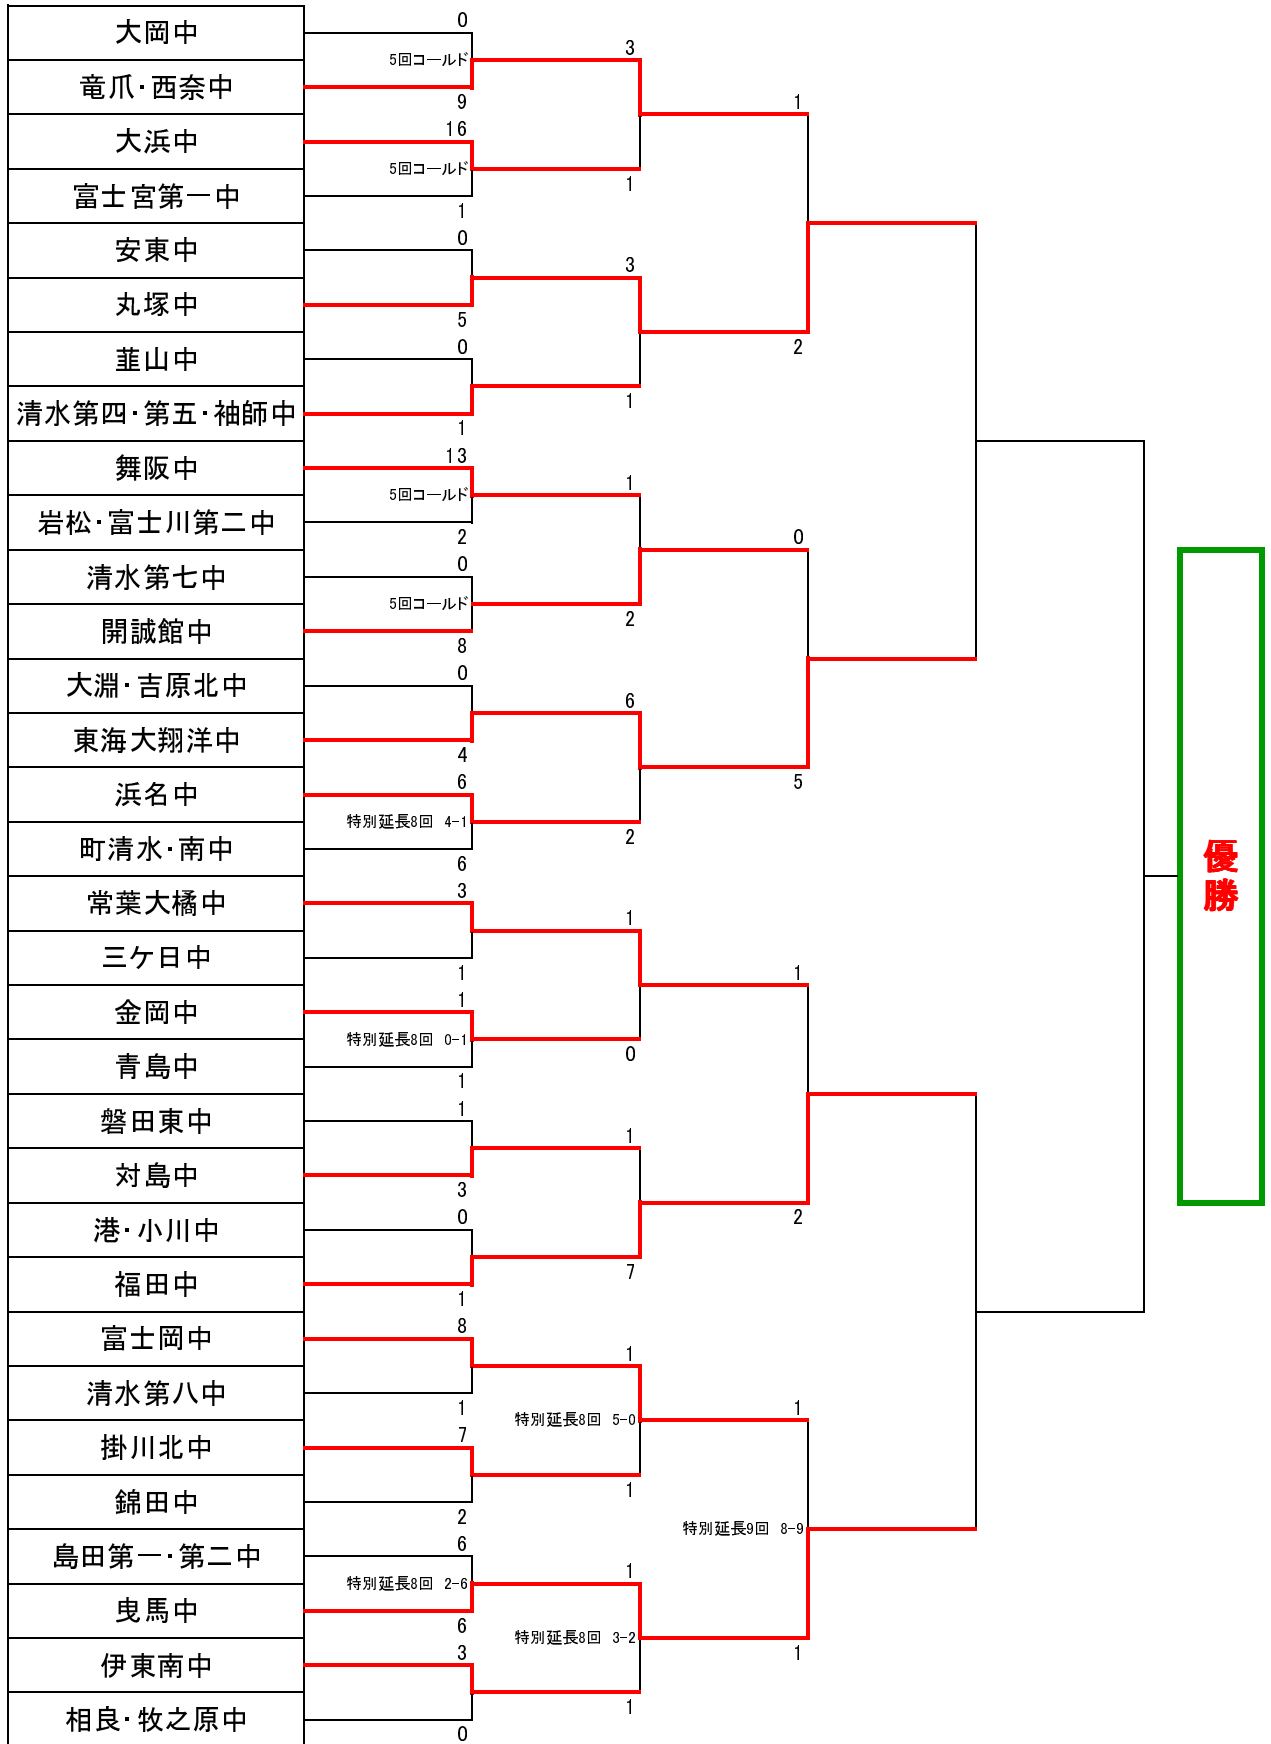 大岡中
竜爪・西奈中
大浜中
富士宮第一中
安東中
丸塚中
韮山中
清水第四・第五・袖師中
舞阪中
岩松・富士川第二中
清水第七中
開誠館中
大淵・吉原北中
東海大翔洋中
浜名中
町清水・南中
常葉大橘中
三ケ日中
金岡中
青島中
磐田東中
対島中
港・小川中
福田中
富士岡中
清水第八中
掛川北中
錦田中
島田第一・第二中
曳馬中
伊東南中
相良・牧之原中
0
5回コールド
9
16
5回コールド
1
0
5
0
1
13
5回コールド
2
0
5回コールド
8
0
4
6
特別延長8回 4-1
6
3
1
1
特別延長8回 0-1
1
1
3
0
1
8
1
7
2
6
特別延長8回 2-6
6
3
0
3
1
3
1
1
2
6
2
1
0
1
7
1
特別延長8回 5-0
1
1
特別延長8回 3-2
1
1
2
0
5
1
2
1
特別延長9回 8-9
1
優勝